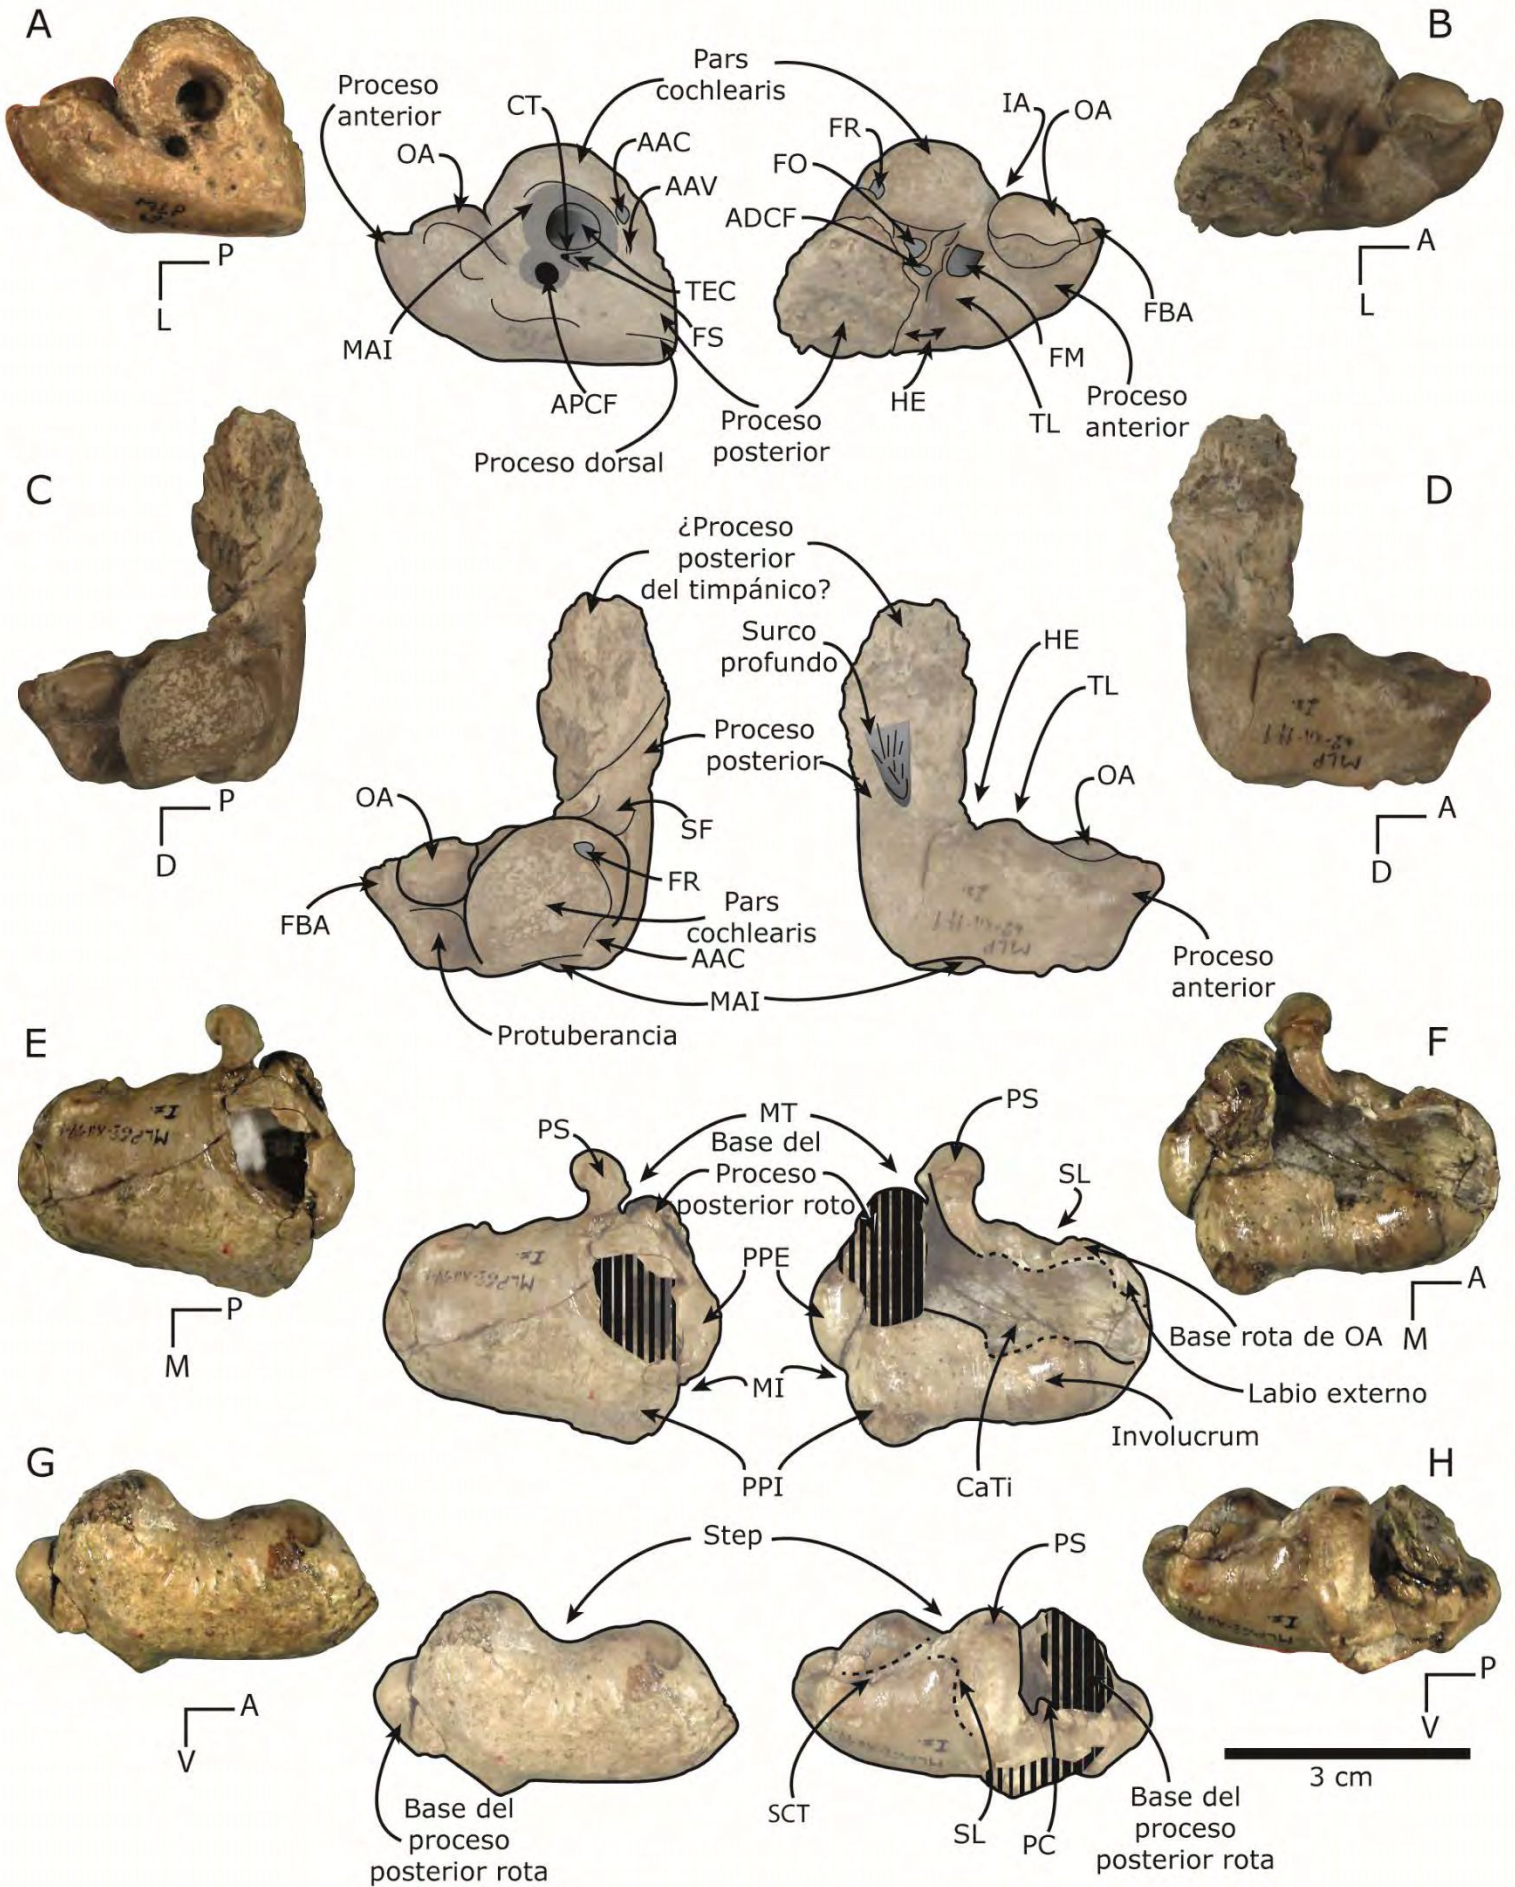 A
B
Pars
cochlearis
Proceso
anterior
CT
OA
AAC
AAV
FR
IA
OA
FO
ADCF
P
L
MAI
TEC
FS
APCF
A
L
FBA
FM
HE
TL
Proceso
anterior
Proceso
posterior
Proceso dorsal
C
D
¿Proceso
posterior
del timpánico?
Surco
profundo
HE
TL
Proceso
posterior
OA
OA
P
D
A
D
SF
FR
FBA
Pars
cochlearis
AAC
MAI
Proceso
anterior
Protuberancia
MLP
E
F
PS
MT
PS
Base del
Proceso
posterior roto
SL
PPE
P
M
A
M
MI
Base rota de OA
Labio externo
Involucrum
PPI
CaTi
G
H
Step
PS
A
V
P
V
3 cm
SCT
SL
PC
Base del
proceso
posterior rota
Base del
proceso
posterior rota